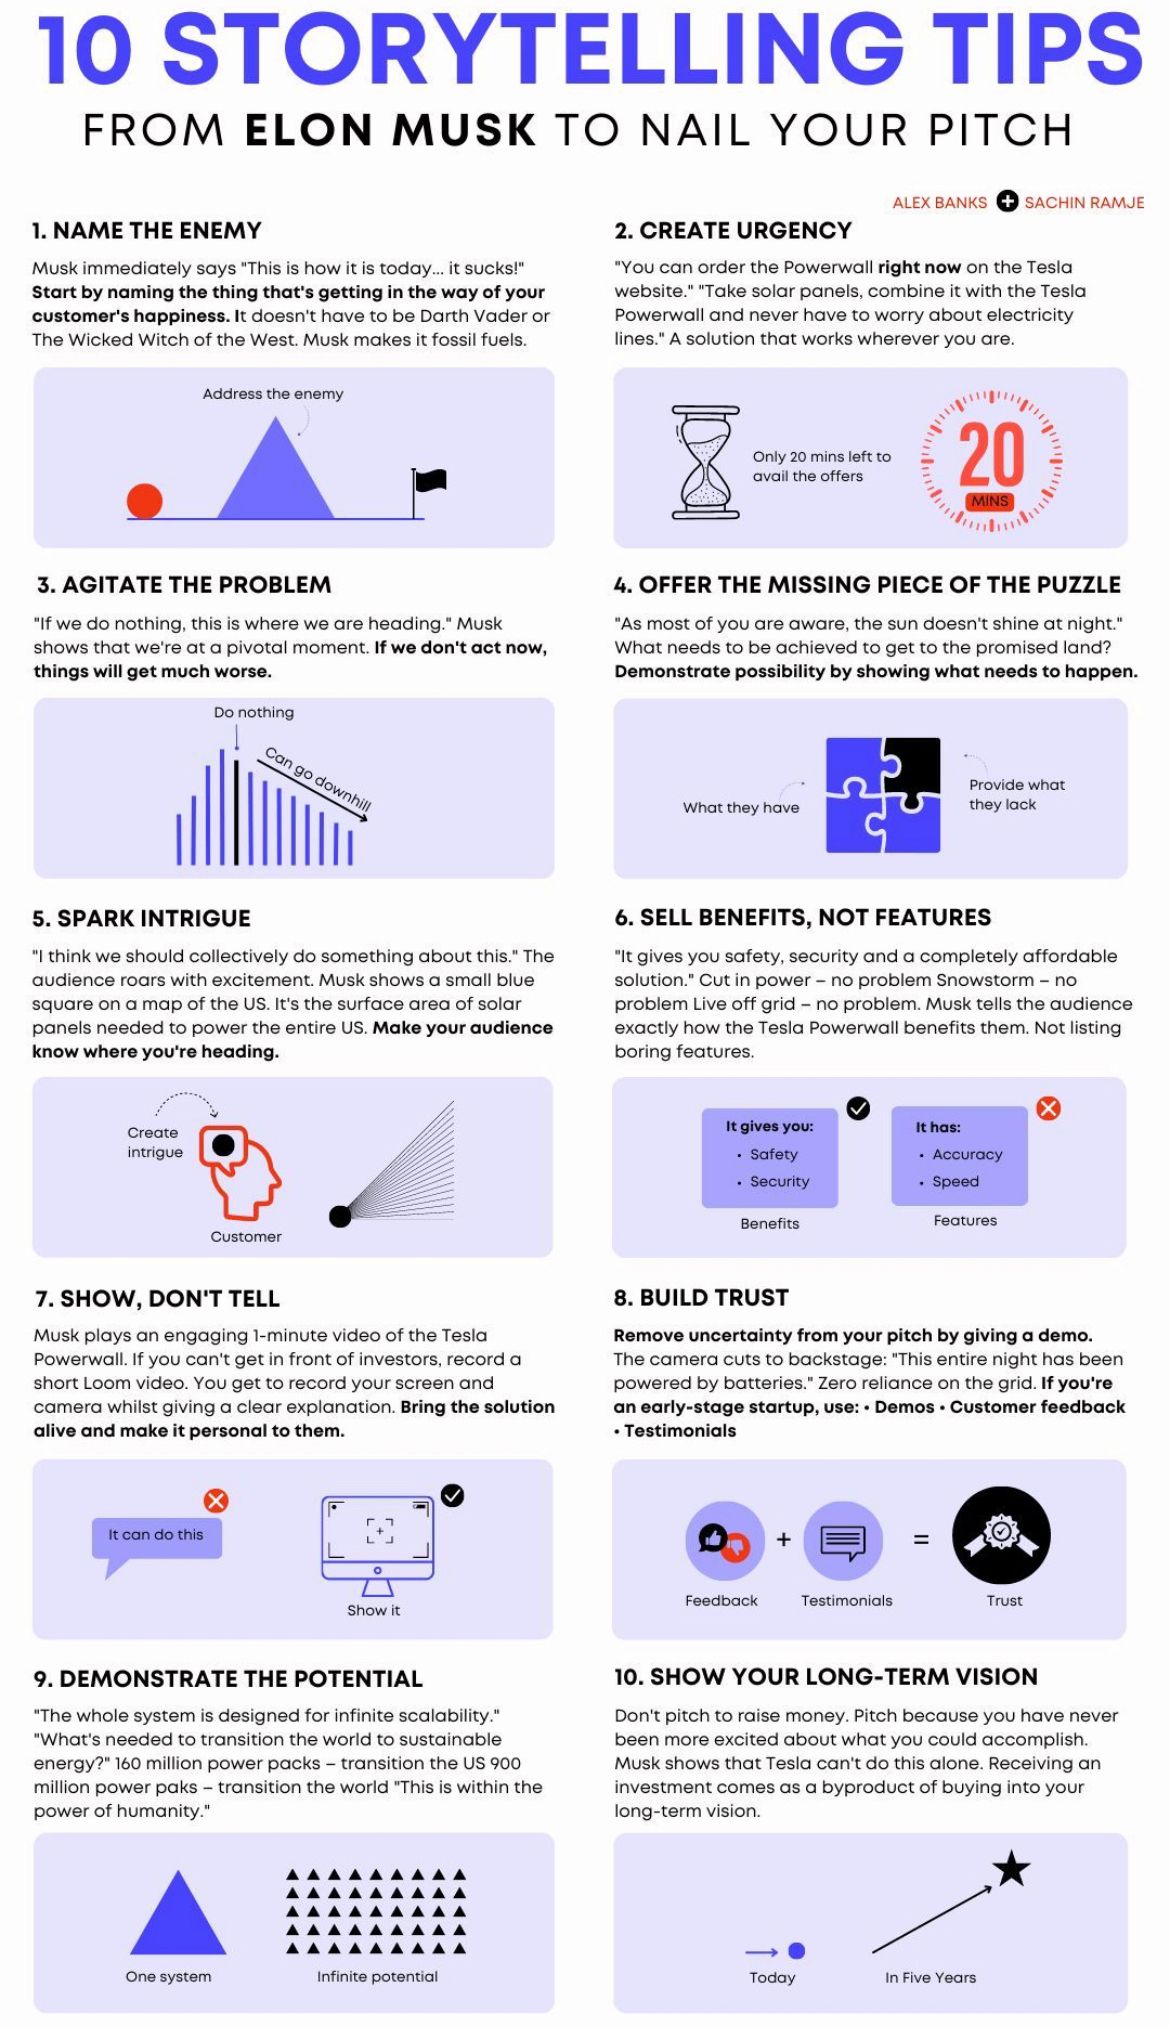 10 STORYTELLING TIPS
FROM ELON MUSK TO NAIL YOUR PITCH
ALEX BANKS + SACHIN RAMJE
1. NAME THE ENEMY
Musk immediately says "This is how it is today... it sucks!"
Start by naming the thing that's getting in the way of your
customer's happiness. It doesn't have to be Darth Vader or
The Wicked Witch of the West. Musk makes it fossil fuels.
Address the enemy
2. CREATE URGENCY
"You can order the Powerwall right now on the Tesla
website." "Take solar panels, combine it with the Tesla
Powerwall and never have to worry about electricity
lines." A solution that works wherever you are.
Only 20 mins left to
avail the offers
20
MINS
3. AGITATE THE PROBLEM
"If we do nothing, this is where we are heading." Musk
shows that we're at a pivotal moment. If we don't act now,
things will get much worse.
Do nothing
Can go downhill
4. OFFER THE MISSING PIECE OF THE PUZZLE
"As most of you are aware, the sun doesn't shine at night."
What needs to be achieved to get to the promised land?
Demonstrate possibility by showing what needs to happen.
What they have
Provide what
they lack
5. SPARK INTRIGUE
"I think we should collectively do something about this." The
audience roars with excitement. Musk shows a small blue
square on a map of the US. It's the surface area of solar
panels needed to power the entire US. Make your audience
know where you're heading.
Create
intrigue
Customer
6. SELL BENEFITS, NOT FEATURES
"It gives you safety, security and a completely affordable
solution." Cut in power – no problem Snowstorm – no
problem Live off grid – no problem. Musk tells the audience
exactly how the Tesla Powerwall benefits them. Not listing
boring features.
It gives you:
• Safety
• Security
Benefits
It has:
• Accuracy
• Speed
Features
7. SHOW, DON'T TELL
Musk plays an engaging 1-minute video of the Tesla
Powerwall. If you can't get in front of investors, record a
short Loom video. You get to record your screen and
camera whilst giving a clear explanation. Bring the solution
alive and make it personal to them.
It can do this
Show it
8. BUILD TRUST
Remove uncertainty from your pitch by giving a demo.
The camera cuts to backstage: "This entire night has been
powered by batteries." Zero reliance on the grid. If you're
an early-stage startup, use: • Demos • Customer feedback
• Testimonials
+
=
Feedback
Testimonials
Trust
9. DEMONSTRATE THE POTENTIAL
"The whole system is designed for infinite scalability."
"What's needed to transition the world to sustainable
energy?" 160 million power packs – transition the US 900
million power paks – transition the world "This is within the
power of humanity."
One system
Infinite potential
10. SHOW YOUR LONG-TERM VISION
Don't pitch to raise money. Pitch because you have never
been more excited about what you could accomplish.
Musk shows that Tesla can't do this alone. Receiving an
investment comes as a byproduct of buying into your
long-term vision.
Today
In Five Years